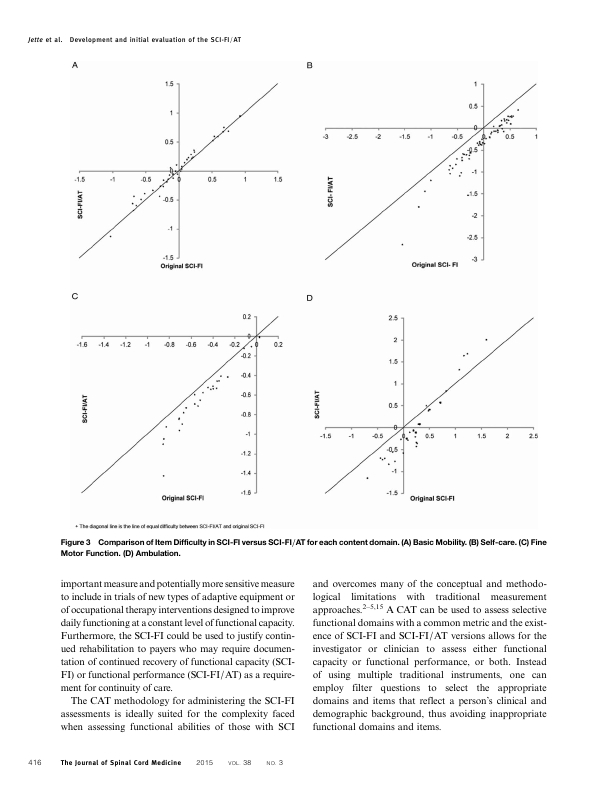 Jette et al. Development and initial evaluation of the SCI-FI/AT
A
1.5
1
0.5
0
-1.5 -1 -0.5 0 0.5 1 1.5
-0.5
-1
-1.5
SCI-FI/AT
Original SCI-FI
B
1
0.5
0
-3 -2.5 -2 -1.5 -1 -0.5 0 0.5 1
-0.5
-1
-1.5
-2
-2.5
-3
SCI- FI/AT
Original SCI- FI
C
0.2
0
-1.6 -1.4 -1.2 -1 -0.8 -0.6 -0.4 -0.2 0 0.2
-0.2
-0.4
-0.6
-0.8
-1
-1.2
-1.4
-1.6
SCI-FI/AT
Original SCI-FI
D
2.5
2
1.5
1
0.5
0
-1.5 -1 -0.5 0 0.5 1 1.5 2 2.5
-0.5
-1
-1.5
SCI-FI/AT
Original SCI-FI
* The diagonal line is the line of equal difficulty between SCI-FI/AT and original SCI-FI
Figure 3 Comparison of Item Difficulty in SCI-FI versus SCI-FI/AT for each content domain. (A) Basic Mobility. (B) Self-care. (C) Fine
Motor Function. (D) Ambulation.
important measure and potentially more sensitive measure
to include in trials of new types of adaptive equipment or
of occupational therapy interventions designed to improve
daily functioning at a constant level of functional capacity.
Furthermore, the SCI-FI could be used to justify contin-
ued rehabilitation to payers who may require documen-
tation of continued recovery of functional capacity (SCI-
FI) or functional performance (SCI-FI/AT) as a require-
ment for continuity of care.
The CAT methodology for administering the SCI-FI
assessments is ideally suited for the complexity faced
when assessing functional abilities of those with SCI
and overcomes many of the conceptual and methodo-
logical limitations with traditional measurement
approaches.2–5,15 A CAT can be used to assess selective
functional domains with a common metric and the exist-
ence of SCI-FI and SCI-FI/AT versions allows for the
investigator or clinician to assess either functional
capacity or functional performance, or both. Instead
of using multiple traditional instruments, one can
employ filter questions to select the appropriate
domains and items that reflect a person's clinical and
demographic background, thus avoiding inappropriate
functional domains and items.
416 The Journal of Spinal Cord Medicine 2015 VOL. 38 NO. 3